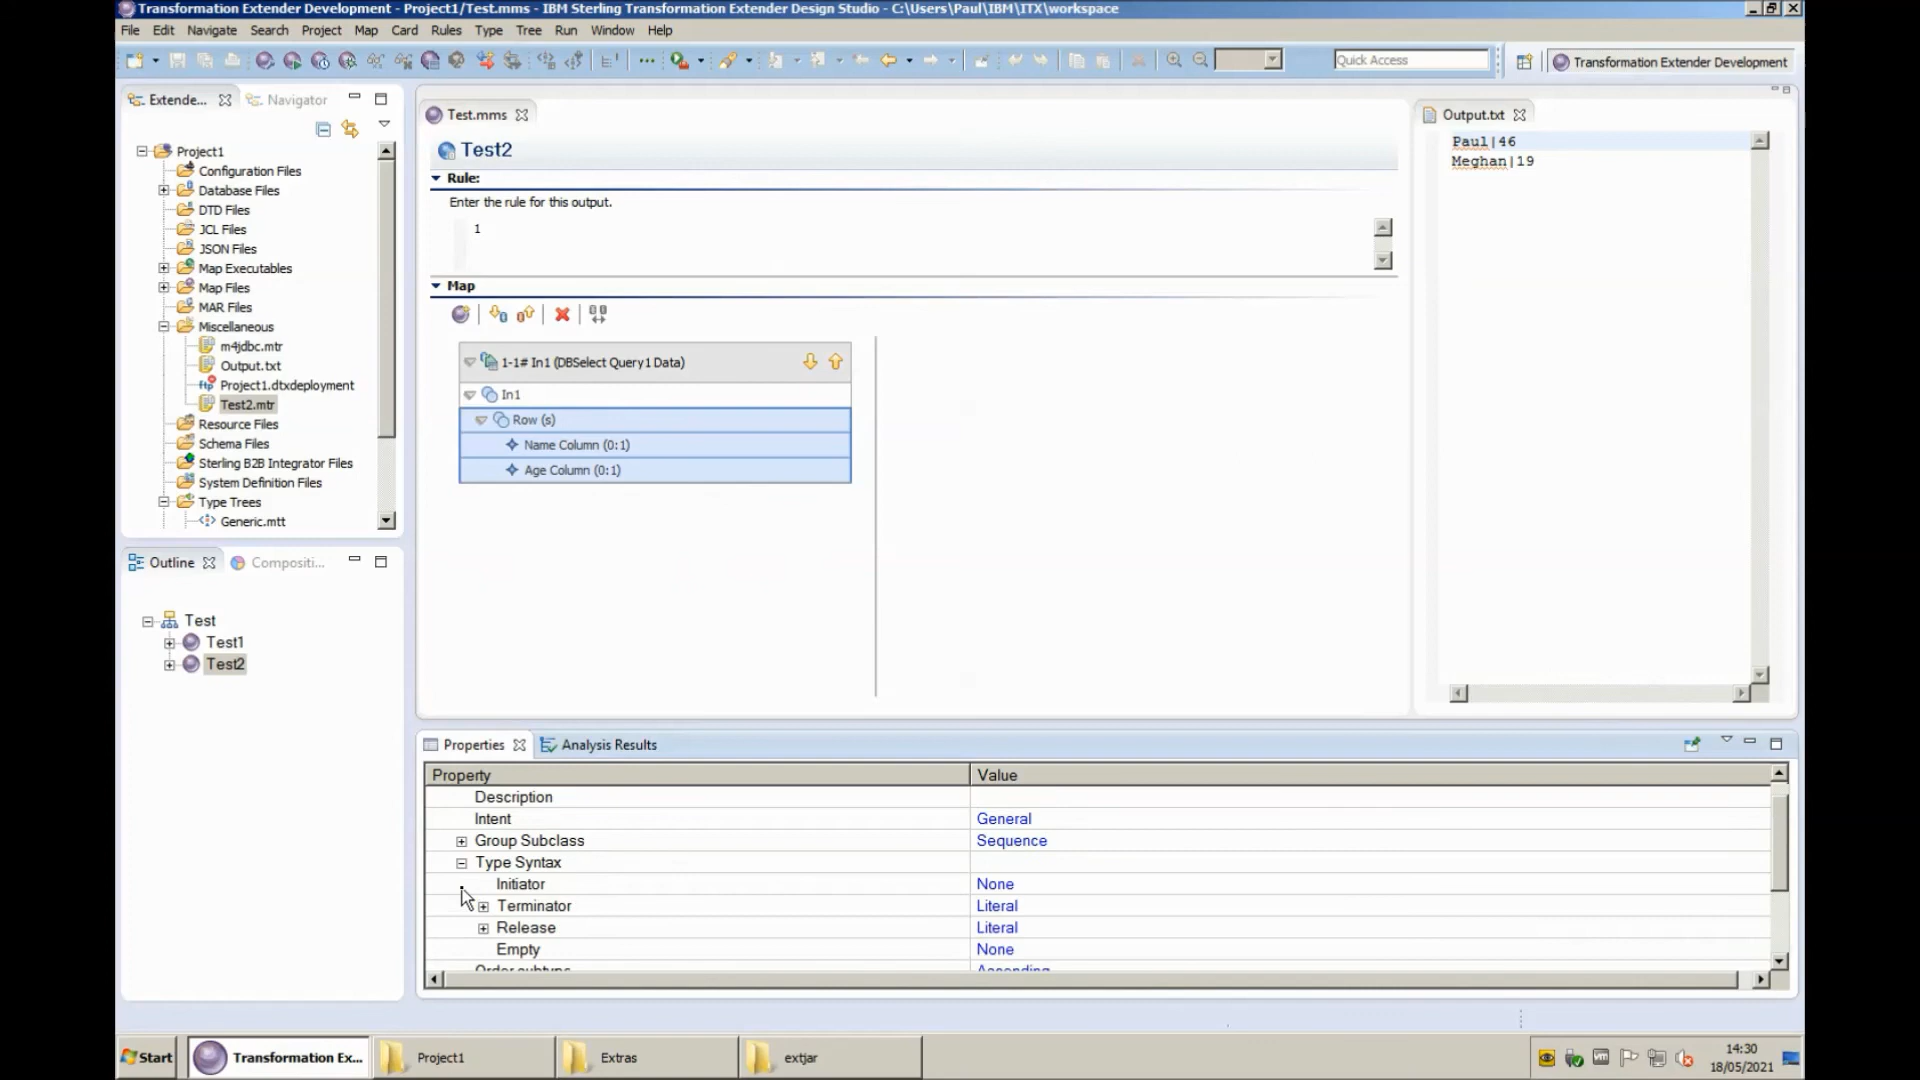 Transformation Extender Development - Project1/Test.mms - IBM Sterling Transformation Extender Design Studio - C:\Users\Paul\IBM\ITX\workspace
File Edit Navigate Search Project Map Card Rules Type Tree Run Window Help
Quick Access
Transformation Extender Development
Extende... Navigator
Project1
Configuration Files
Database Files
DTD Files
JCL Files
JSON Files
Map Executables
Map Files
MAR Files
Miscellaneous
m4jdbc.mtr
Output.txt
Project1.dtxdeployment
Test2.mtr
Resource Files
Schema Files
Sterling B2B Integrator Files
System Definition Files
Type Trees
Generic.mtt
Outline Compositi...
Test
Test1
Test2
Test.mms
Test2
Rule:
Enter the rule for this output.
1
Map
1-1# In1 (DBSelect Query1 Data)
In1
Row (s)
Name Column (0:1)
Age Column (0:1)
Output.txt
Paul|46
Meghan|19
Properties Analysis Results
Property Value
Description
Intent General
Group Subclass Sequence
Type Syntax
Initiator None
Terminator Literal
Release Literal
Empty None
Order subtype Ascending
Start Transformation Ex... Project1 Extras extjar
14:30
18/05/2021